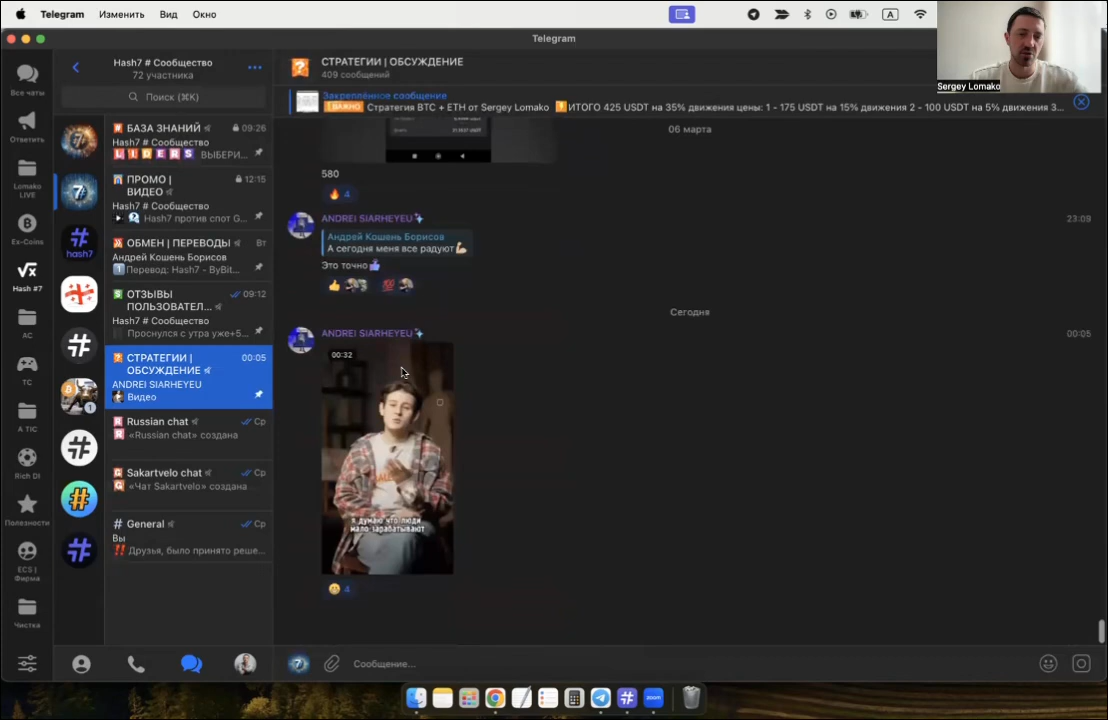 Telegram Изменить Вид Окно
A
Telegram
Sergey Lomako
Все чаты
Ответить
Lomako LIVE
Ex-Coins
√x
Hash #7
AC
TC
A TIC
Rich DI
Полезности
ECS | Фирма
Чистка
Hash7 # Сообщество
72 участника
Поиск (⌘K)
БАЗА ЗНАНИЙ 09:26
Hash7 # Сообщество
LIDERS ВЫБЕРИ...
ПРОМО | 12:15
ВИДЕО
Hash7 # Сообщество
Hash7 против спот G...
ОБМЕН | ПЕРЕВОДЫ Вт
Андрей Кошень Борисов
Перевод: Hash7 - ByBit...
ОТЗЫВЫ 09:12
ПОЛЬЗОВАТЕЛ...
Hash7 # Сообщество
Проснулся с утра уже+5...
СТРАТЕГИИ | 00:05
ОБСУЖДЕНИЕ
ANDREI SIARHEYEU
Видео
Russian chat Ср
«Russian chat» создана
Sakartvelo chat Ср
«Чат Sakartvelo» создана
# General Ср
Вы
Друзья, было принято реше...
hash7
1
СТРАТЕГИИ | ОБСУЖДЕНИЕ
409 сообщений
Закреплённое сообщение
ВАЖНО Стратегия BTC + ETH от Sergey Lomako ИТОГО 425 USDT на 35% движения цены: 1 - 175 USDT на 15% движения 2 - 100 USDT на 5% движения 3...
06 марта
580
4
ANDREI SIARHEYEU 23:09
Андрей Кошень Борисов
А сегодня меня все радуют
Это точно
Сегодня
ANDREI SIARHEYEU 00:05
00:32
я думаю что люди
мало зарабатывают
4
Сообщение...
zoom